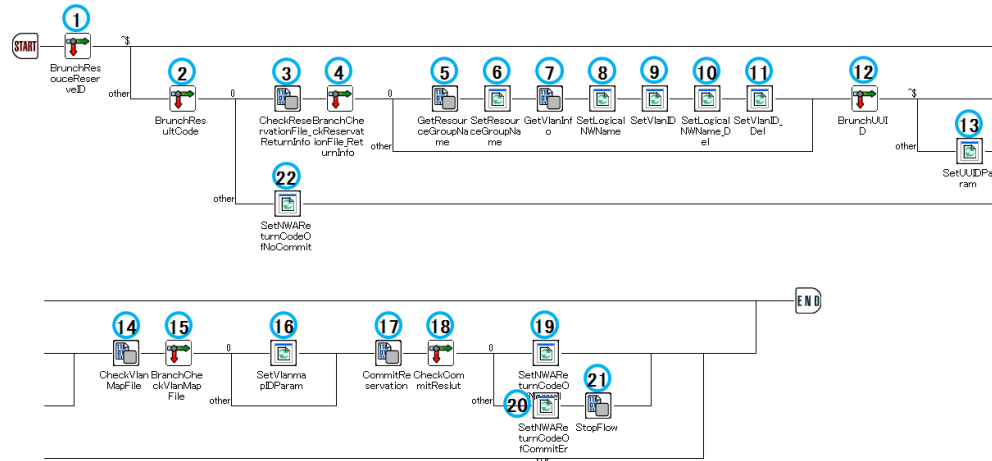 1
START
^$
BrunchRes
ouceReser
veID
other
2
3
4
5
6
7
8
9
10
11
12
0
0
^$
BrunchRes
ultCode
CheckRese
rvationFile_
ReturnInfo
BranchChe
ckReservat
ionFile_Ret
urnInfo
other
GetResour
ceGroupNa
me
SetResour
ceGroupNa
me
GetVlanInf
o
SetLogical
NWName
SetVlanID
SetLogical
NWName_D
el
SetVlanID_
Del
BrunchUUI
D
other
13
SetUUIDPa
ram
22
other
SetNWARe
turnCodeO
fNoCommit
END
14
15
16
17
18
19
0
0
CheckVlan
MapFile
BranchChe
ckVlanMap
File
other
SetVlanma
pIDParam
CommitRe
servation
CheckCom
mitReslut
other
SetNWARe
turnCodeO
20
21
SetNWARe
turnCodeO
fCommitEr
StopFlow